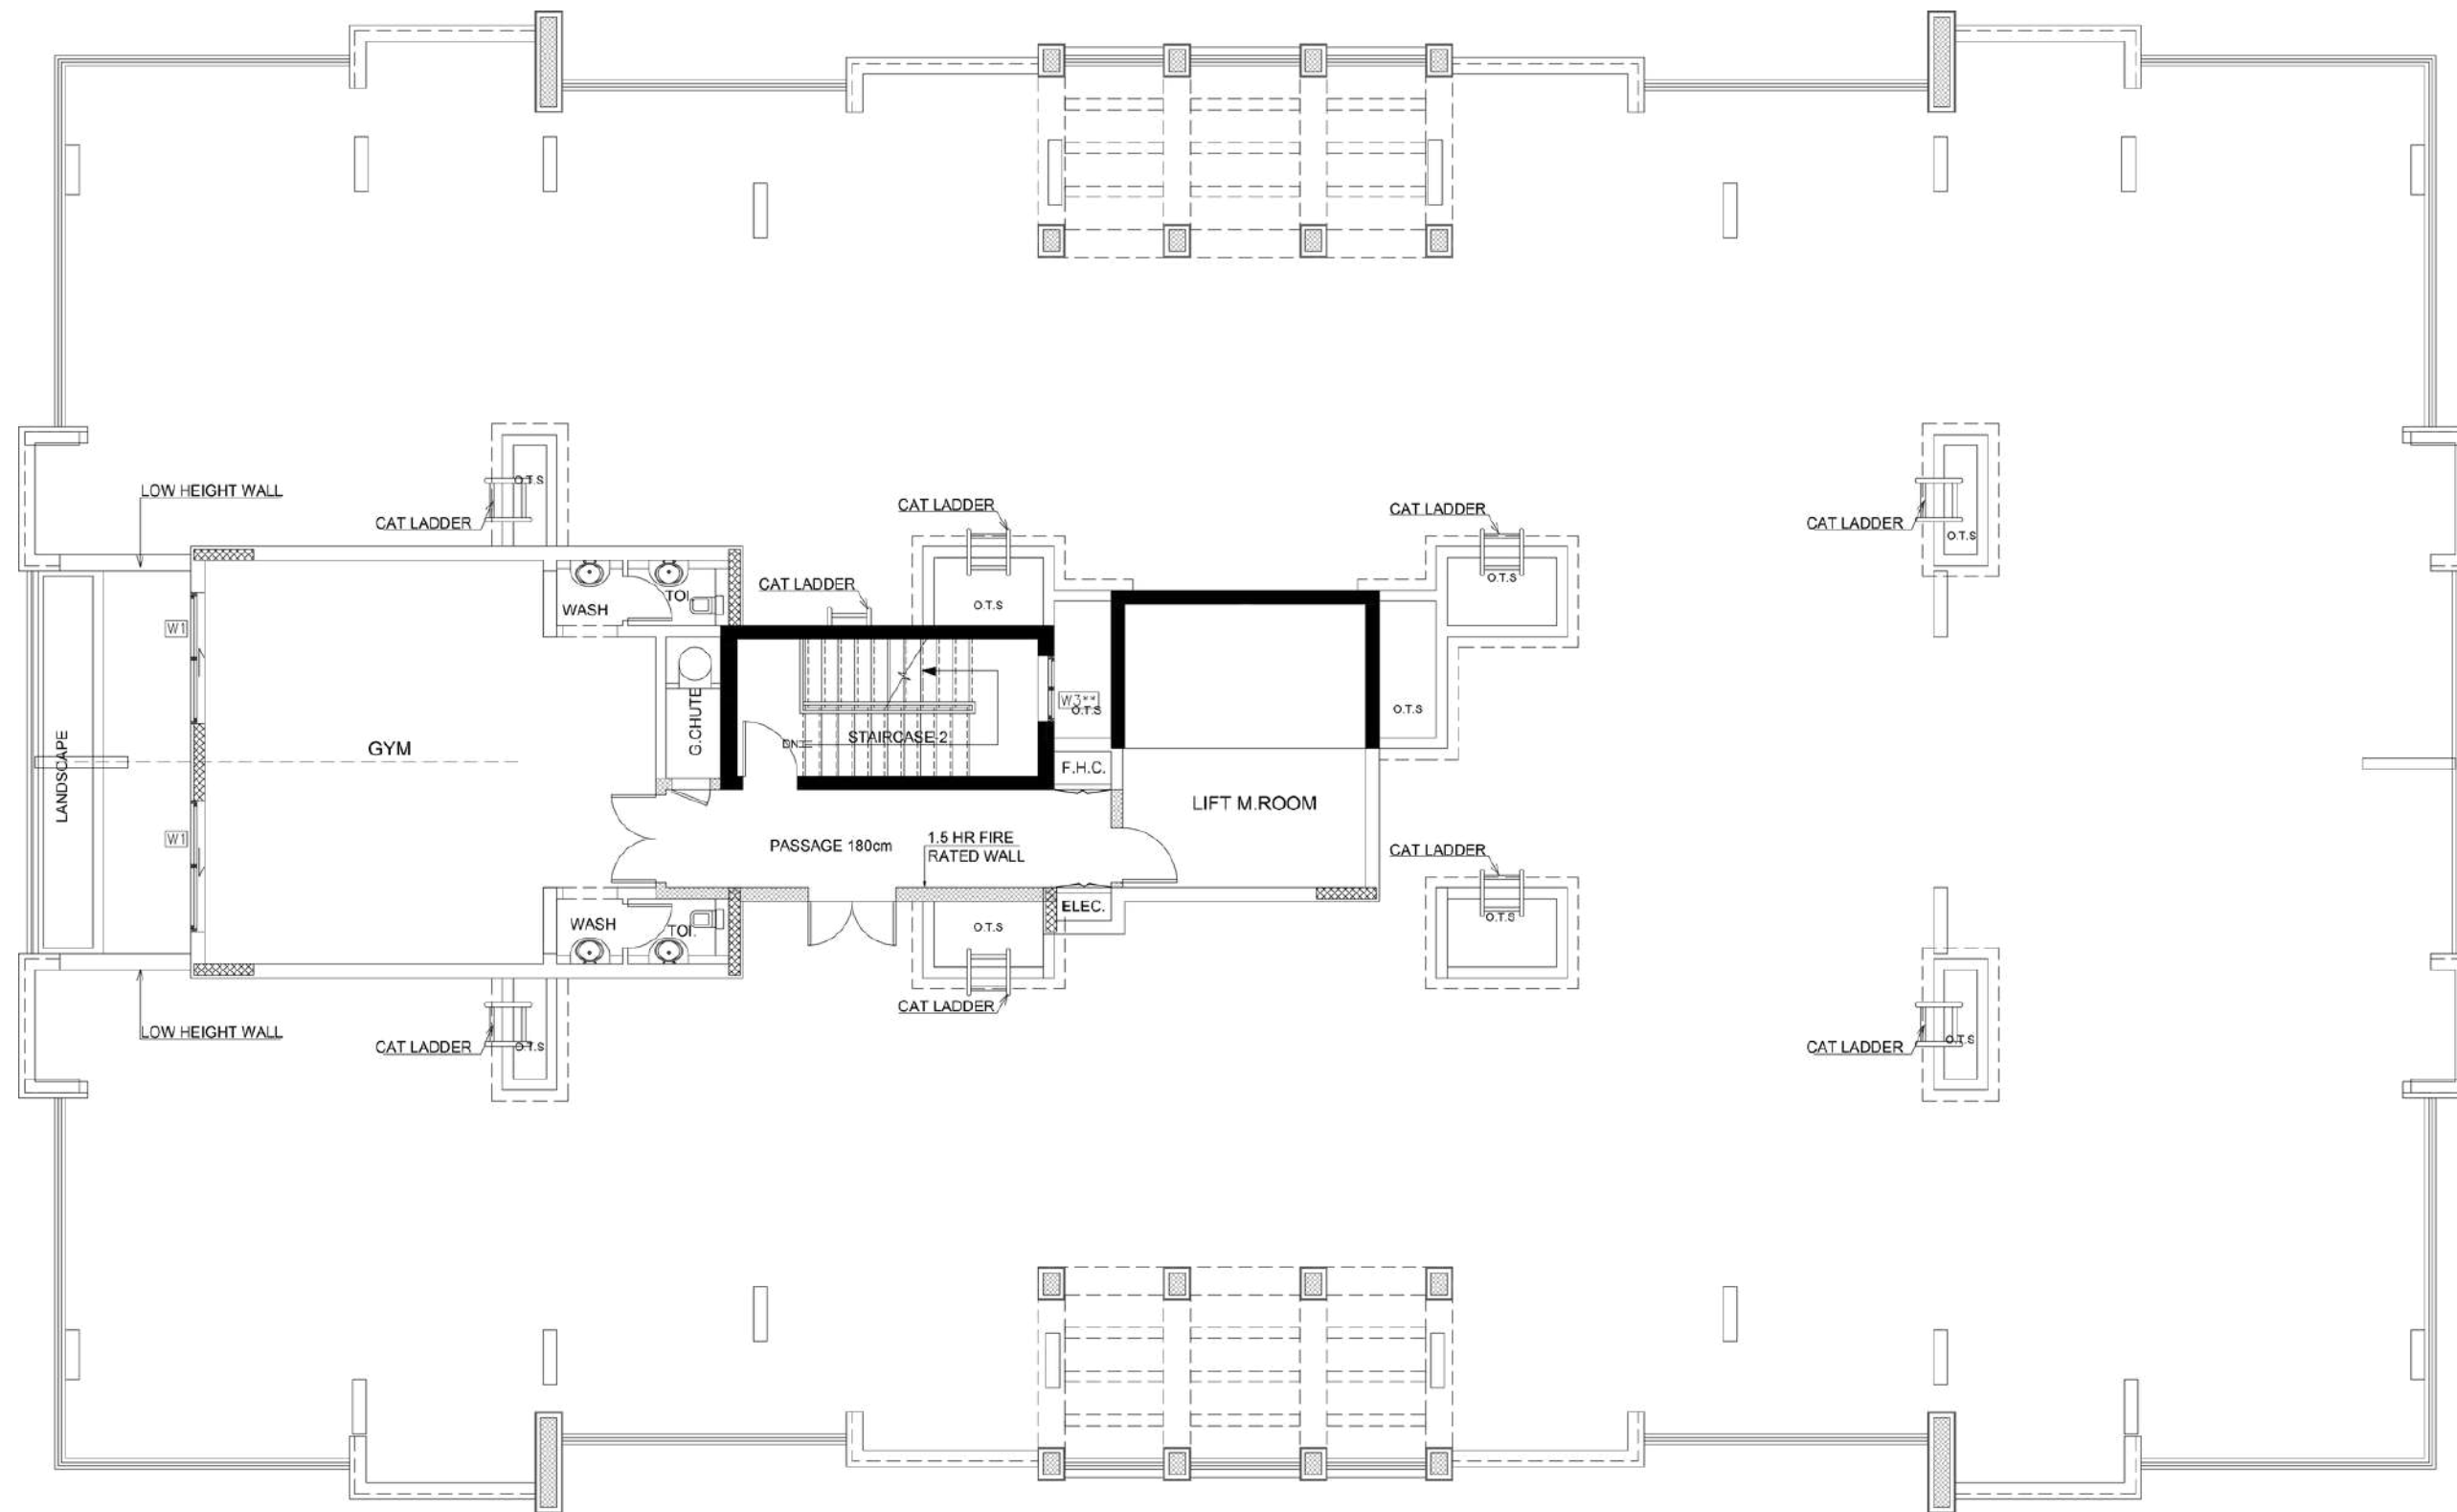 LOW HEIGHT WALL
O.T.S
CAT LADDER
CAT LADDER
CAT LADDER
CAT LADDER
O.T.S
CAT LADDER
O.T.S
O.T.S
WASH
TOI.
W1
W3**
O.T.S
O.T.S
G.CHUTE
STAIRCASE-2
DN
GYM
LANDSCAPE
F.H.C.
LIFT M.ROOM
W1
PASSAGE 180cm
1.5 HR FIRE
RATED WALL
CAT LADDER
ELEC.
O.T.S
O.T.S
WASH
TOI.
CAT LADDER
LOW HEIGHT WALL
CAT LADDER
O.T.S
CAT LADDER
O.T.S